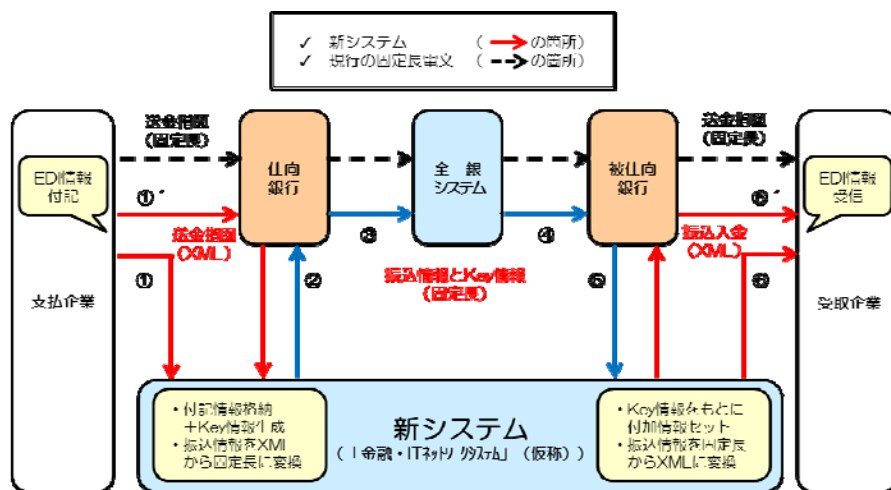 ✓ 新システム （ の箇所）
✓ 現行の固定長電文 （ の箇所）
送金指図
（固定長）
送金指図
（固定長）
仕向
銀行
全 銀
システム
被仕向
銀行
EDI情報
付記
EDI情報
受信
①´
③
④
⑥´
送金指図
（XML）
振込入金
（XML）
①
②
振込情報とKey情報
（固定長）
⑤
⑥
支払企業
受取企業
・付記情報格納
＋Key情報生成
・振込情報をXML
から固定長に変換
新システム
（「金融・ITネットワークシステム」（仮称））
・Key情報をもとに
付加情報セット
・振込情報を固定長
からXMLに変換